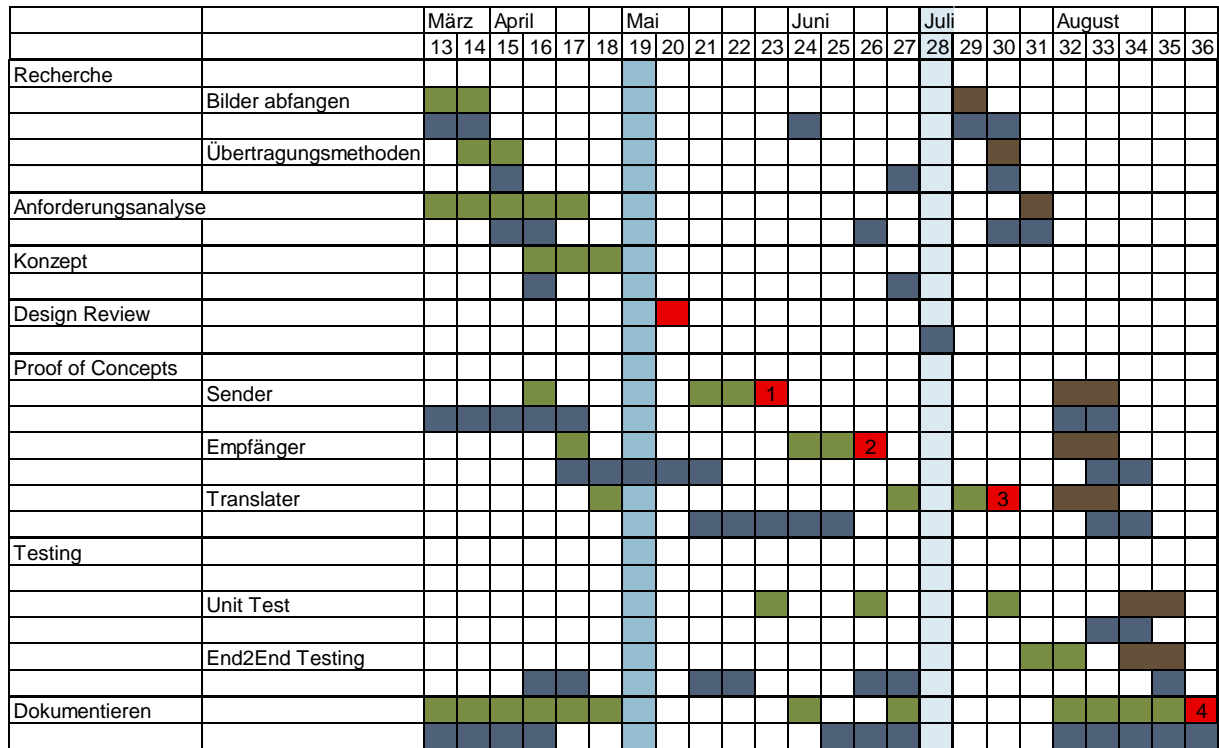 März April Mai Juni Juli August
13 14 15 16 17 18 19 20 21 22 23 24 25 26 27 28 29 30 31 32 33 34 35 36
Recherche
Bilder abfangen
Übertragungsmethoden
Anforderungsanalyse
Konzept
Design Review
Proof of Concepts
Sender 1
Empfänger 2
Translater 3
Testing
Unit Test
End2End Testing
Dokumentieren 4